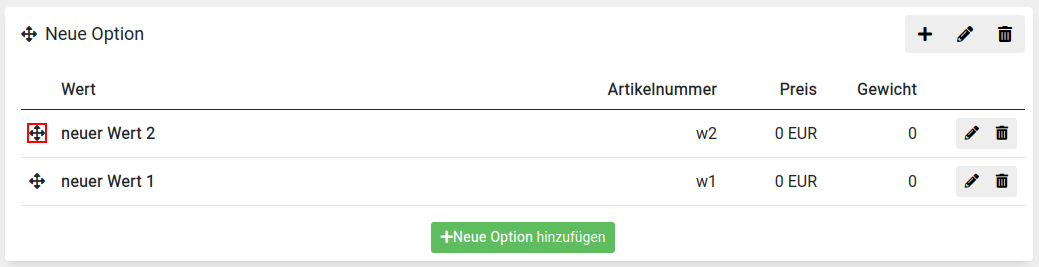 Neue Option
Wert Artikelnummer Preis Gewicht
neuer Wert 2 w2 0 EUR 0
neuer Wert 1 w1 0 EUR 0
Neue Option hinzufügen